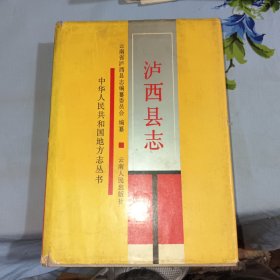 泸西县志
云南省泸西县志编纂委员会 编纂
云南人民出版社
中华人民共和国地方志丛书